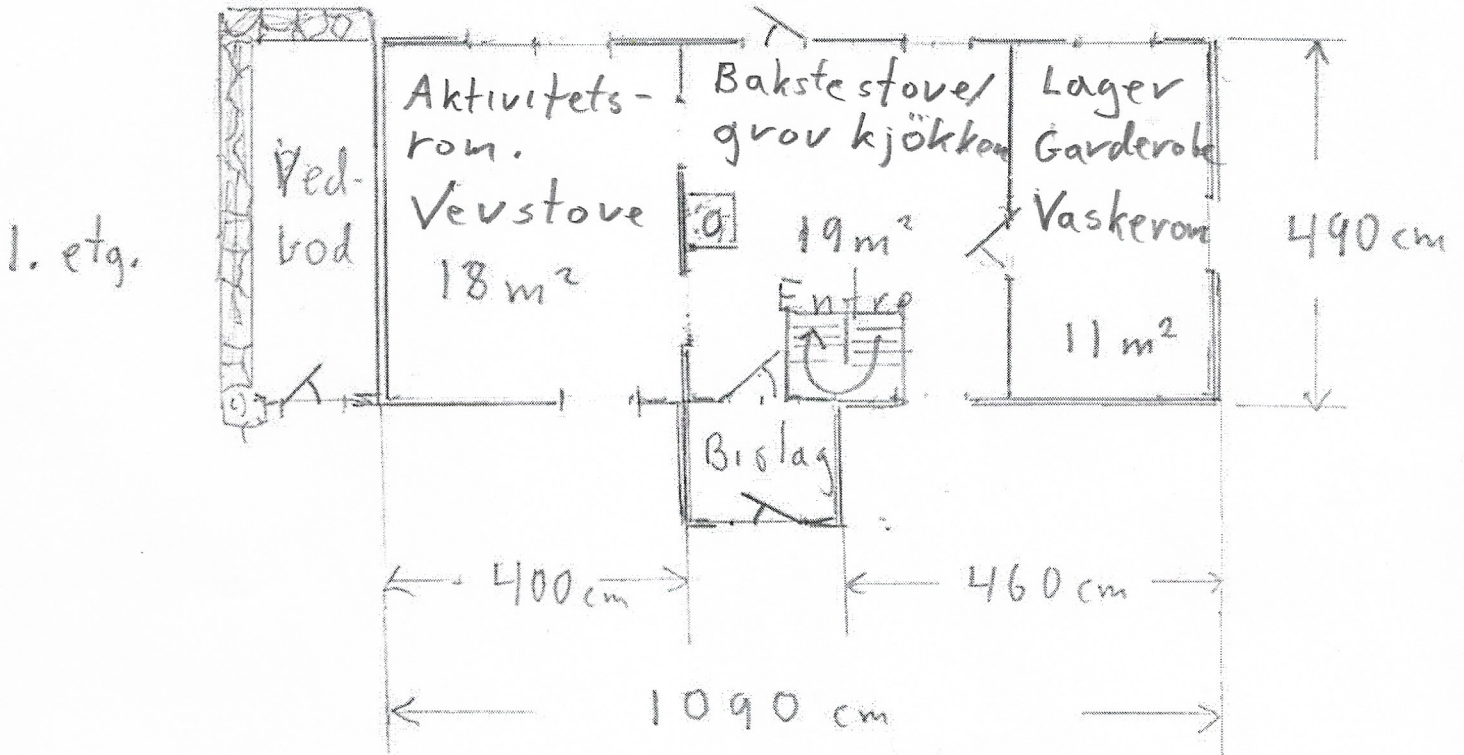 1. etg.
Ved-
bod
Aktivitets-
rom.
Vevstove
18 m²
Bakstestove/
grov kjökken
19 m²
Entre
Lager
Garderobe
Vaskerom
11 m²
490 cm
Bislag
400 cm
460 cm
1090 cm